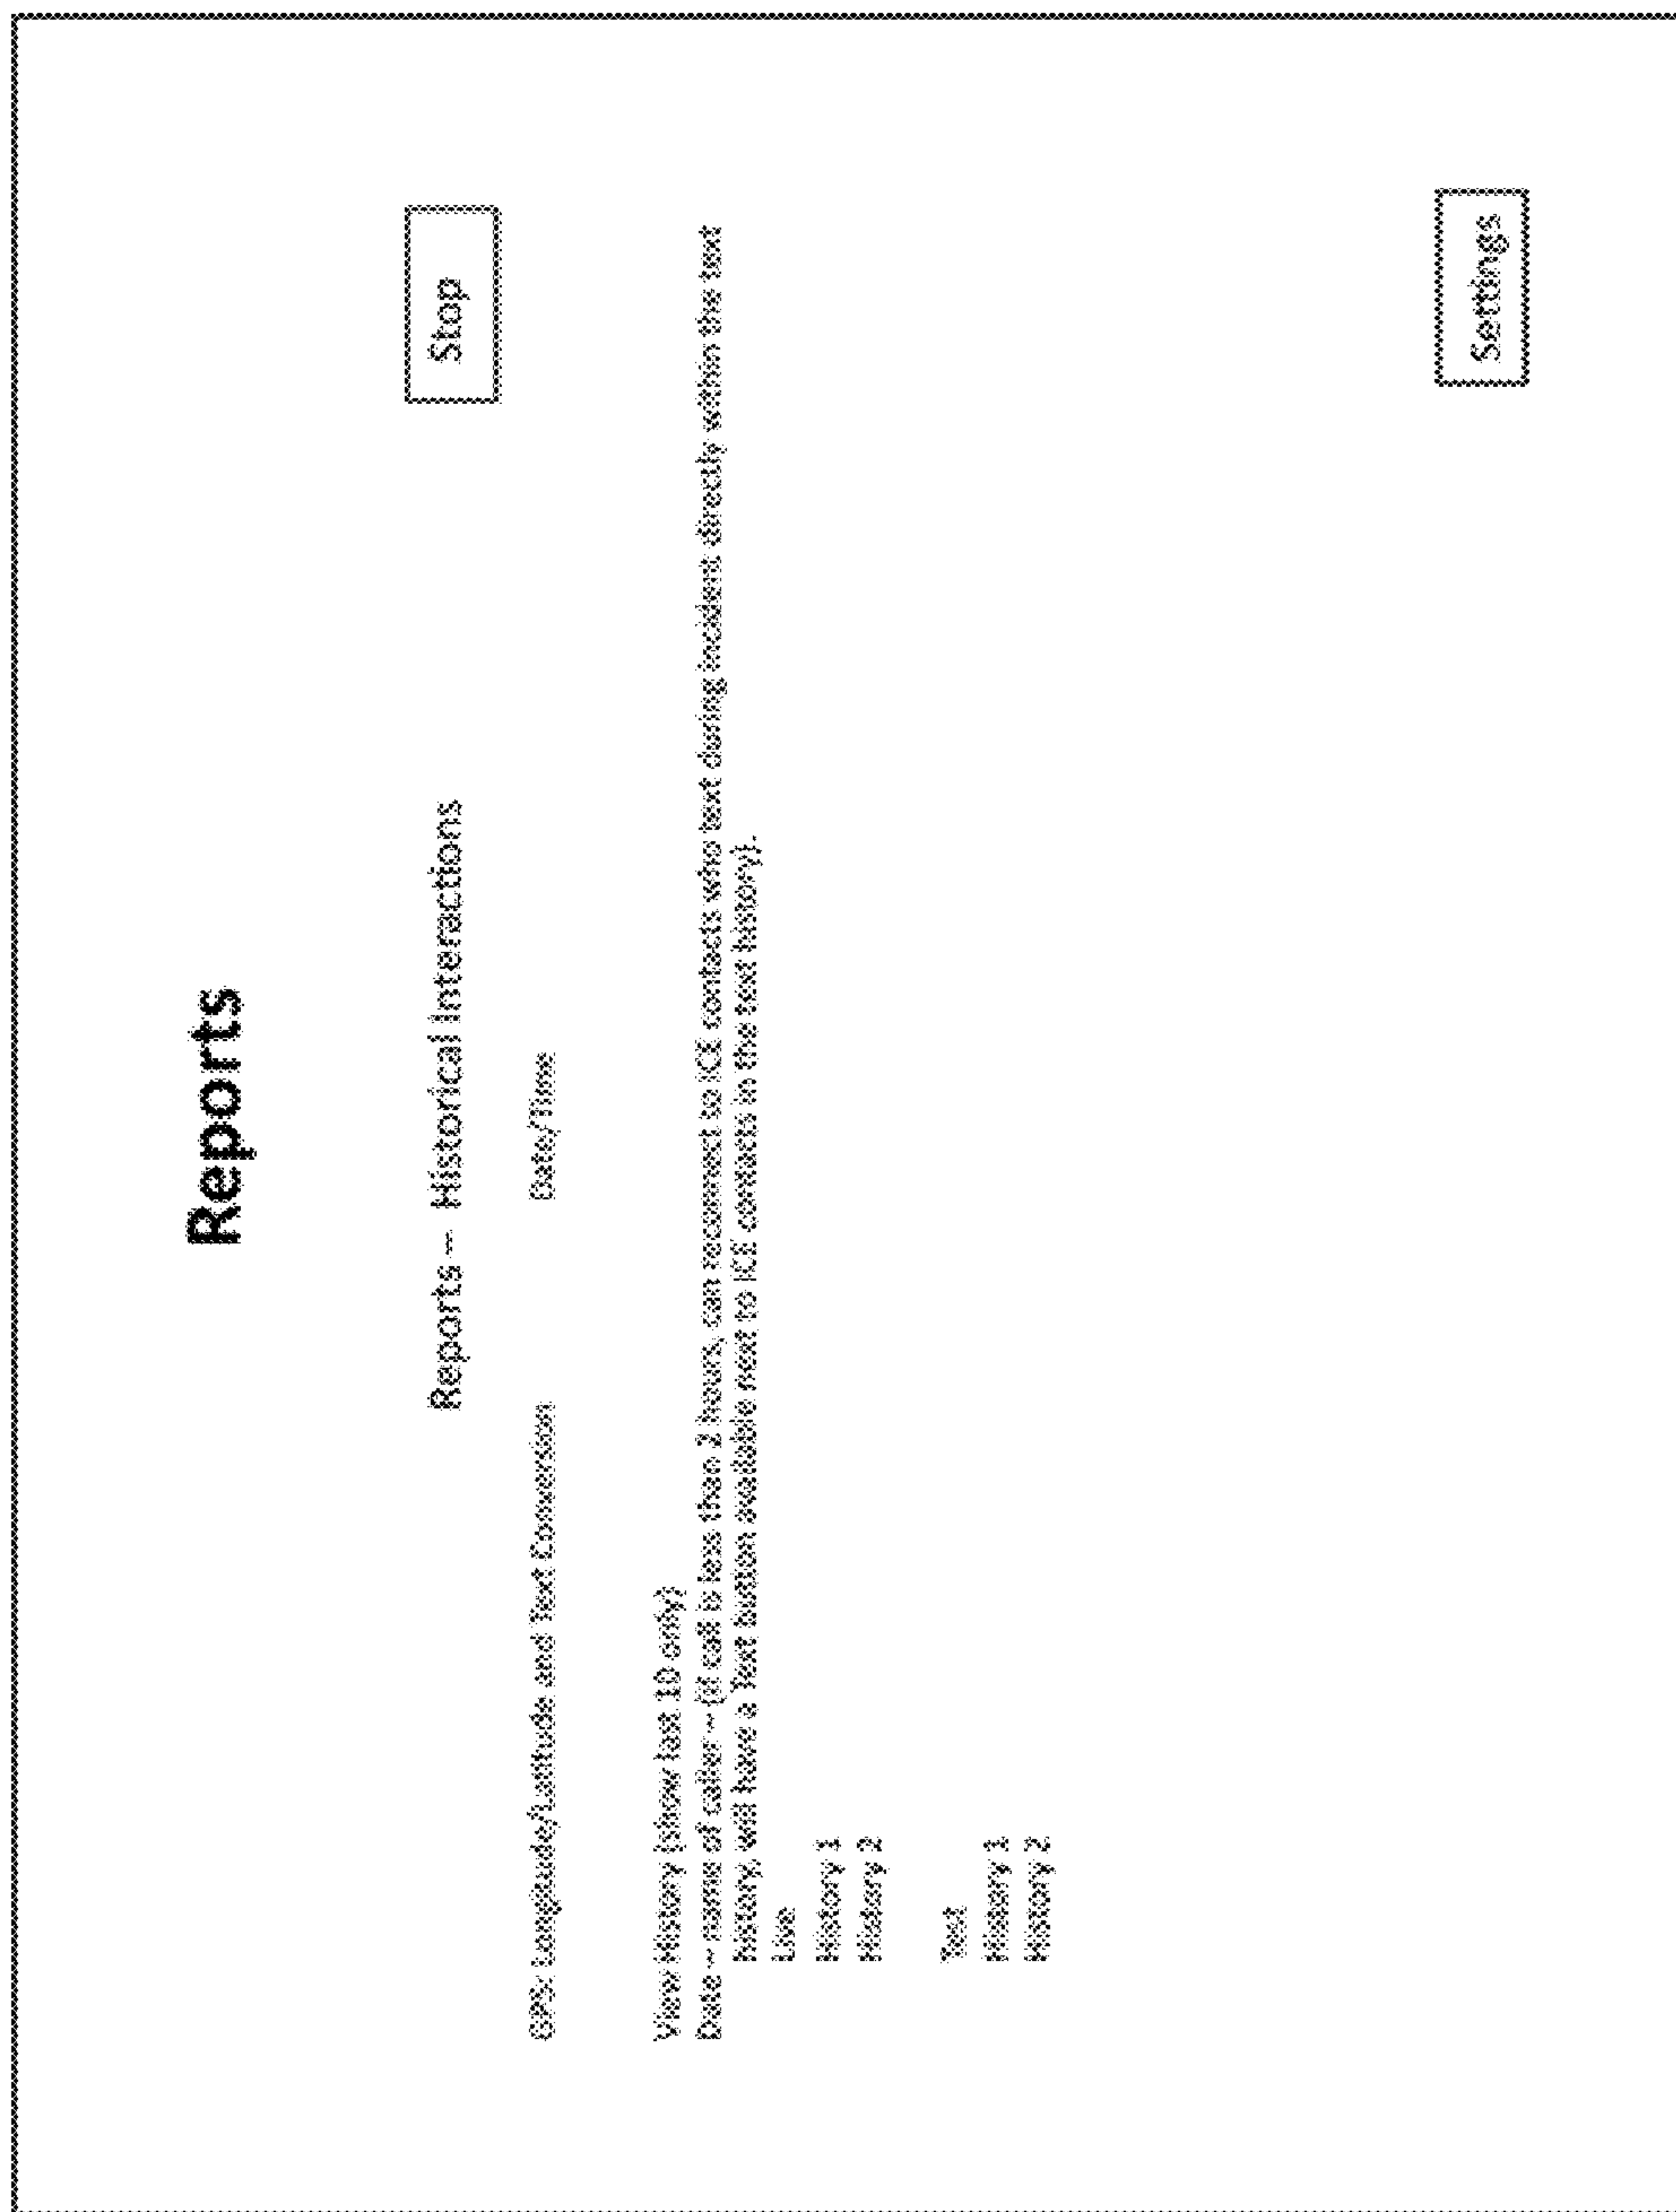 Reports
Reports – Historical Interactions
Stop
GPS: Longitude/Latitude and Text Conversion
Date/Time
View History (show last 10 only)
Date – name of caller – (if call is less than 2 hours, can reconnect to ICE contacts who text during incident directly within the text
history, will have a Text button available next to ICE contacts in the text history).
Live
History 1
History 2
Text
History 1
History 2
Settings